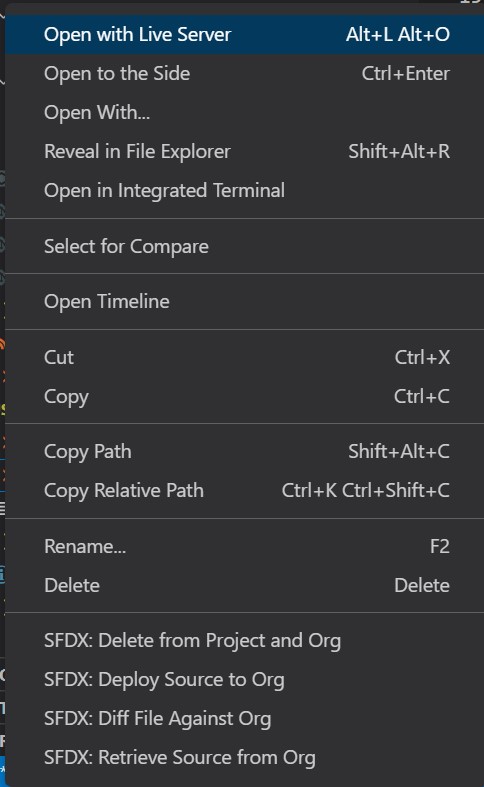 Open with Live Server Alt+L Alt+O
Open to the Side Ctrl+Enter
Open With...
Reveal in File Explorer Shift+Alt+R
Open in Integrated Terminal
Select for Compare
Open Timeline
Cut Ctrl+X
Copy Ctrl+C
Copy Path Shift+Alt+C
Copy Relative Path Ctrl+K Ctrl+Shift+C
Rename... F2
Delete Delete
SFDX: Delete from Project and Org
SFDX: Deploy Source to Org
SFDX: Diff File Against Org
SFDX: Retrieve Source from Org